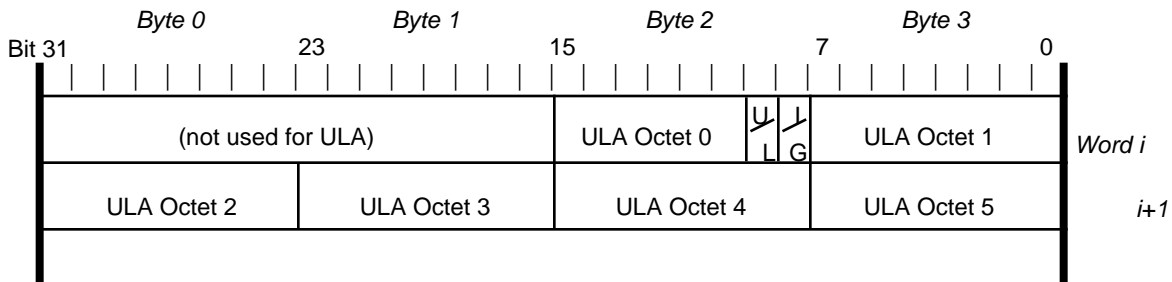 Byte 0 Byte 1 Byte 2 Byte 3
Bit 31 23 15 7 0
(not used for ULA) ULA Octet 0 U/L I/G ULA Octet 1 Word i
ULA Octet 2 ULA Octet 3 ULA Octet 4 ULA Octet 5 i+1